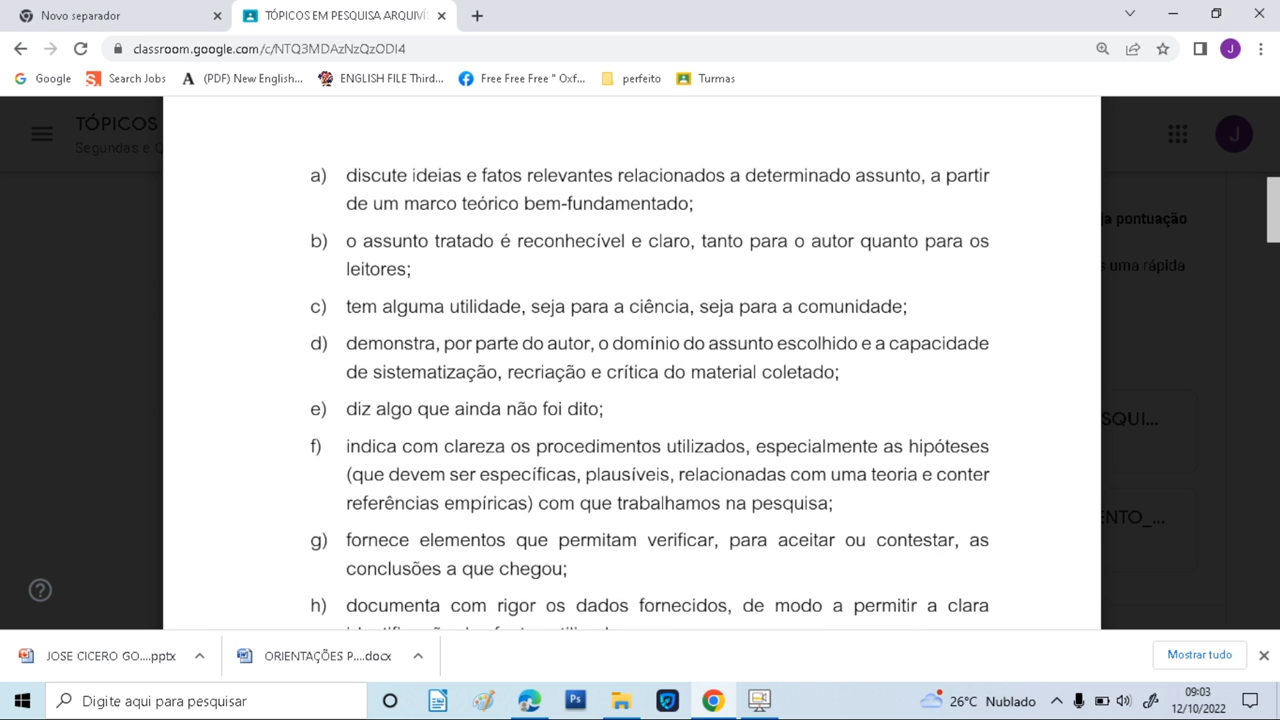 Novo separador
TÓPICOS EM PESQUISA ARQUIVÍS
classroom.google.com/c/NTQ3MDAzNzQzODI4
Google
Search Jobs
(PDF) New English...
ENGLISH FILE Third...
Free Free Free " Oxf...
perfeito
Turmas
TÓPICOS
Segundas e Q
J
J
a) discute ideias e fatos relevantes relacionados a determinado assunto, a partir
de um marco teórico bem-fundamentado;
b) o assunto tratado é reconhecível e claro, tanto para o autor quanto para os
leitores;
c) tem alguma utilidade, seja para a ciência, seja para a comunidade;
d) demonstra, por parte do autor, o domínio do assunto escolhido e a capacidade
de sistematização, recriação e crítica do material coletado;
e) diz algo que ainda não foi dito;
f) indica com clareza os procedimentos utilizados, especialmente as hipóteses
(que devem ser específicas, plausíveis, relacionadas com uma teoria e conter
referências empíricas) com que trabalhamos na pesquisa;
g) fornece elementos que permitam verificar, para aceitar ou contestar, as
conclusões a que chegou;
h) documenta com rigor os dados fornecidos, de modo a permitir a clara
ja pontuação
s uma rápida
ESQUI...
ENTO_...
JOSE CICERO GO....pptx
ORIENTAÇÕES P....docx
Mostrar tudo
Digite aqui para pesquisar
Ps
26°C Nublado
09:03
12/10/2022